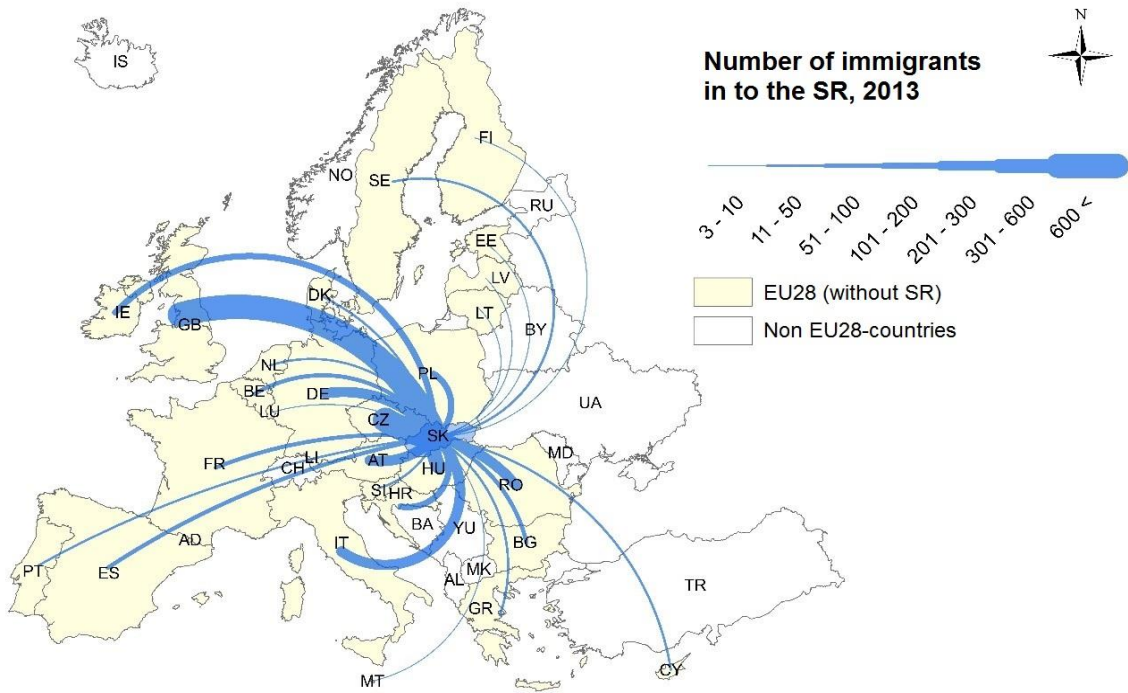 N
Number of immigrants
in to the SR, 2013
3 - 10
11 - 50
51 - 100
101 - 200
201 - 300
301 - 600
600 <
EU28 (without SR)
Non EU28-countries
IS
FI
NO
SE
RU
EE
LV
DK
LT
IE
GB
BY
NL
PL
BE
DE
LU
UA
CZ
SK
FR
LI
CH
AT
HU
MD
RO
SI
HR
BA
YU
IT
BG
AD
PT
ES
MK
AL
TR
GR
MT
CY